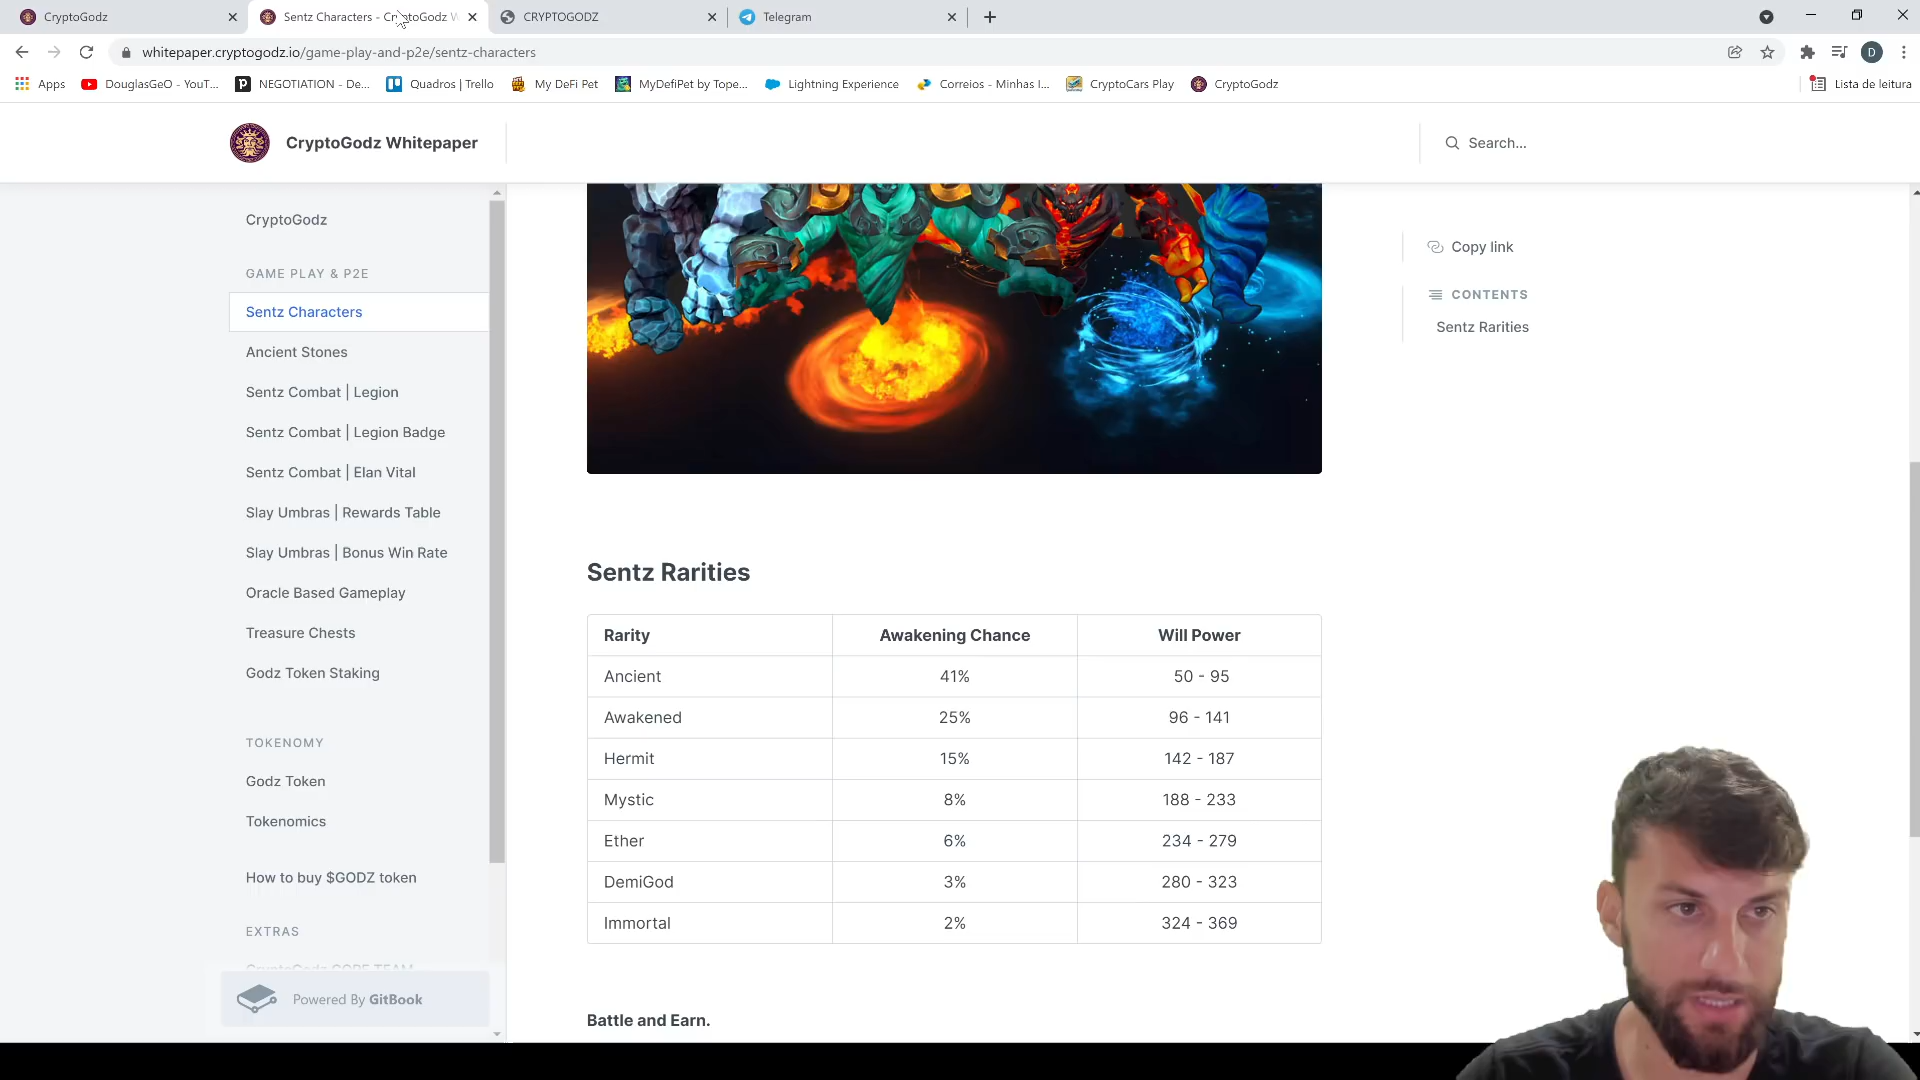 CryptoGodz
Sentz Characters - CryptoGodz W
CRYPTOGODZ
Telegram
whitepaper.cryptogodz.io/game-play-and-p2e/sentz-characters
D
Apps
DouglasGeO - YouT...
NEGOTIATION - De...
Quadros | Trello
My DeFi Pet
MyDefiPet by Tope...
Lightning Experience
Correios - Minhas I...
CryptoCars Play
CryptoGodz
Lista de leitura
CryptoGodz Whitepaper
Search...
CryptoGodz
GAME PLAY & P2E
Sentz Characters
Ancient Stones
Sentz Combat | Legion
Sentz Combat | Legion Badge
Sentz Combat | Elan Vital
Slay Umbras | Rewards Table
Slay Umbras | Bonus Win Rate
Oracle Based Gameplay
Treasure Chests
Godz Token Staking
TOKENOMY
Godz Token
Tokenomics
How to buy $GODZ token
EXTRAS
CryptoGodz CORE TEAM
Powered By GitBook
Copy link
CONTENTS
Sentz Rarities
Sentz Rarities
Rarity Awakening Chance Will Power
Ancient 41% 50 - 95
Awakened 25% 96 - 141
Hermit 15% 142 - 187
Mystic 8% 188 - 233
Ether 6% 234 - 279
DemiGod 3% 280 - 323
Immortal 2% 324 - 369
Battle and Earn.